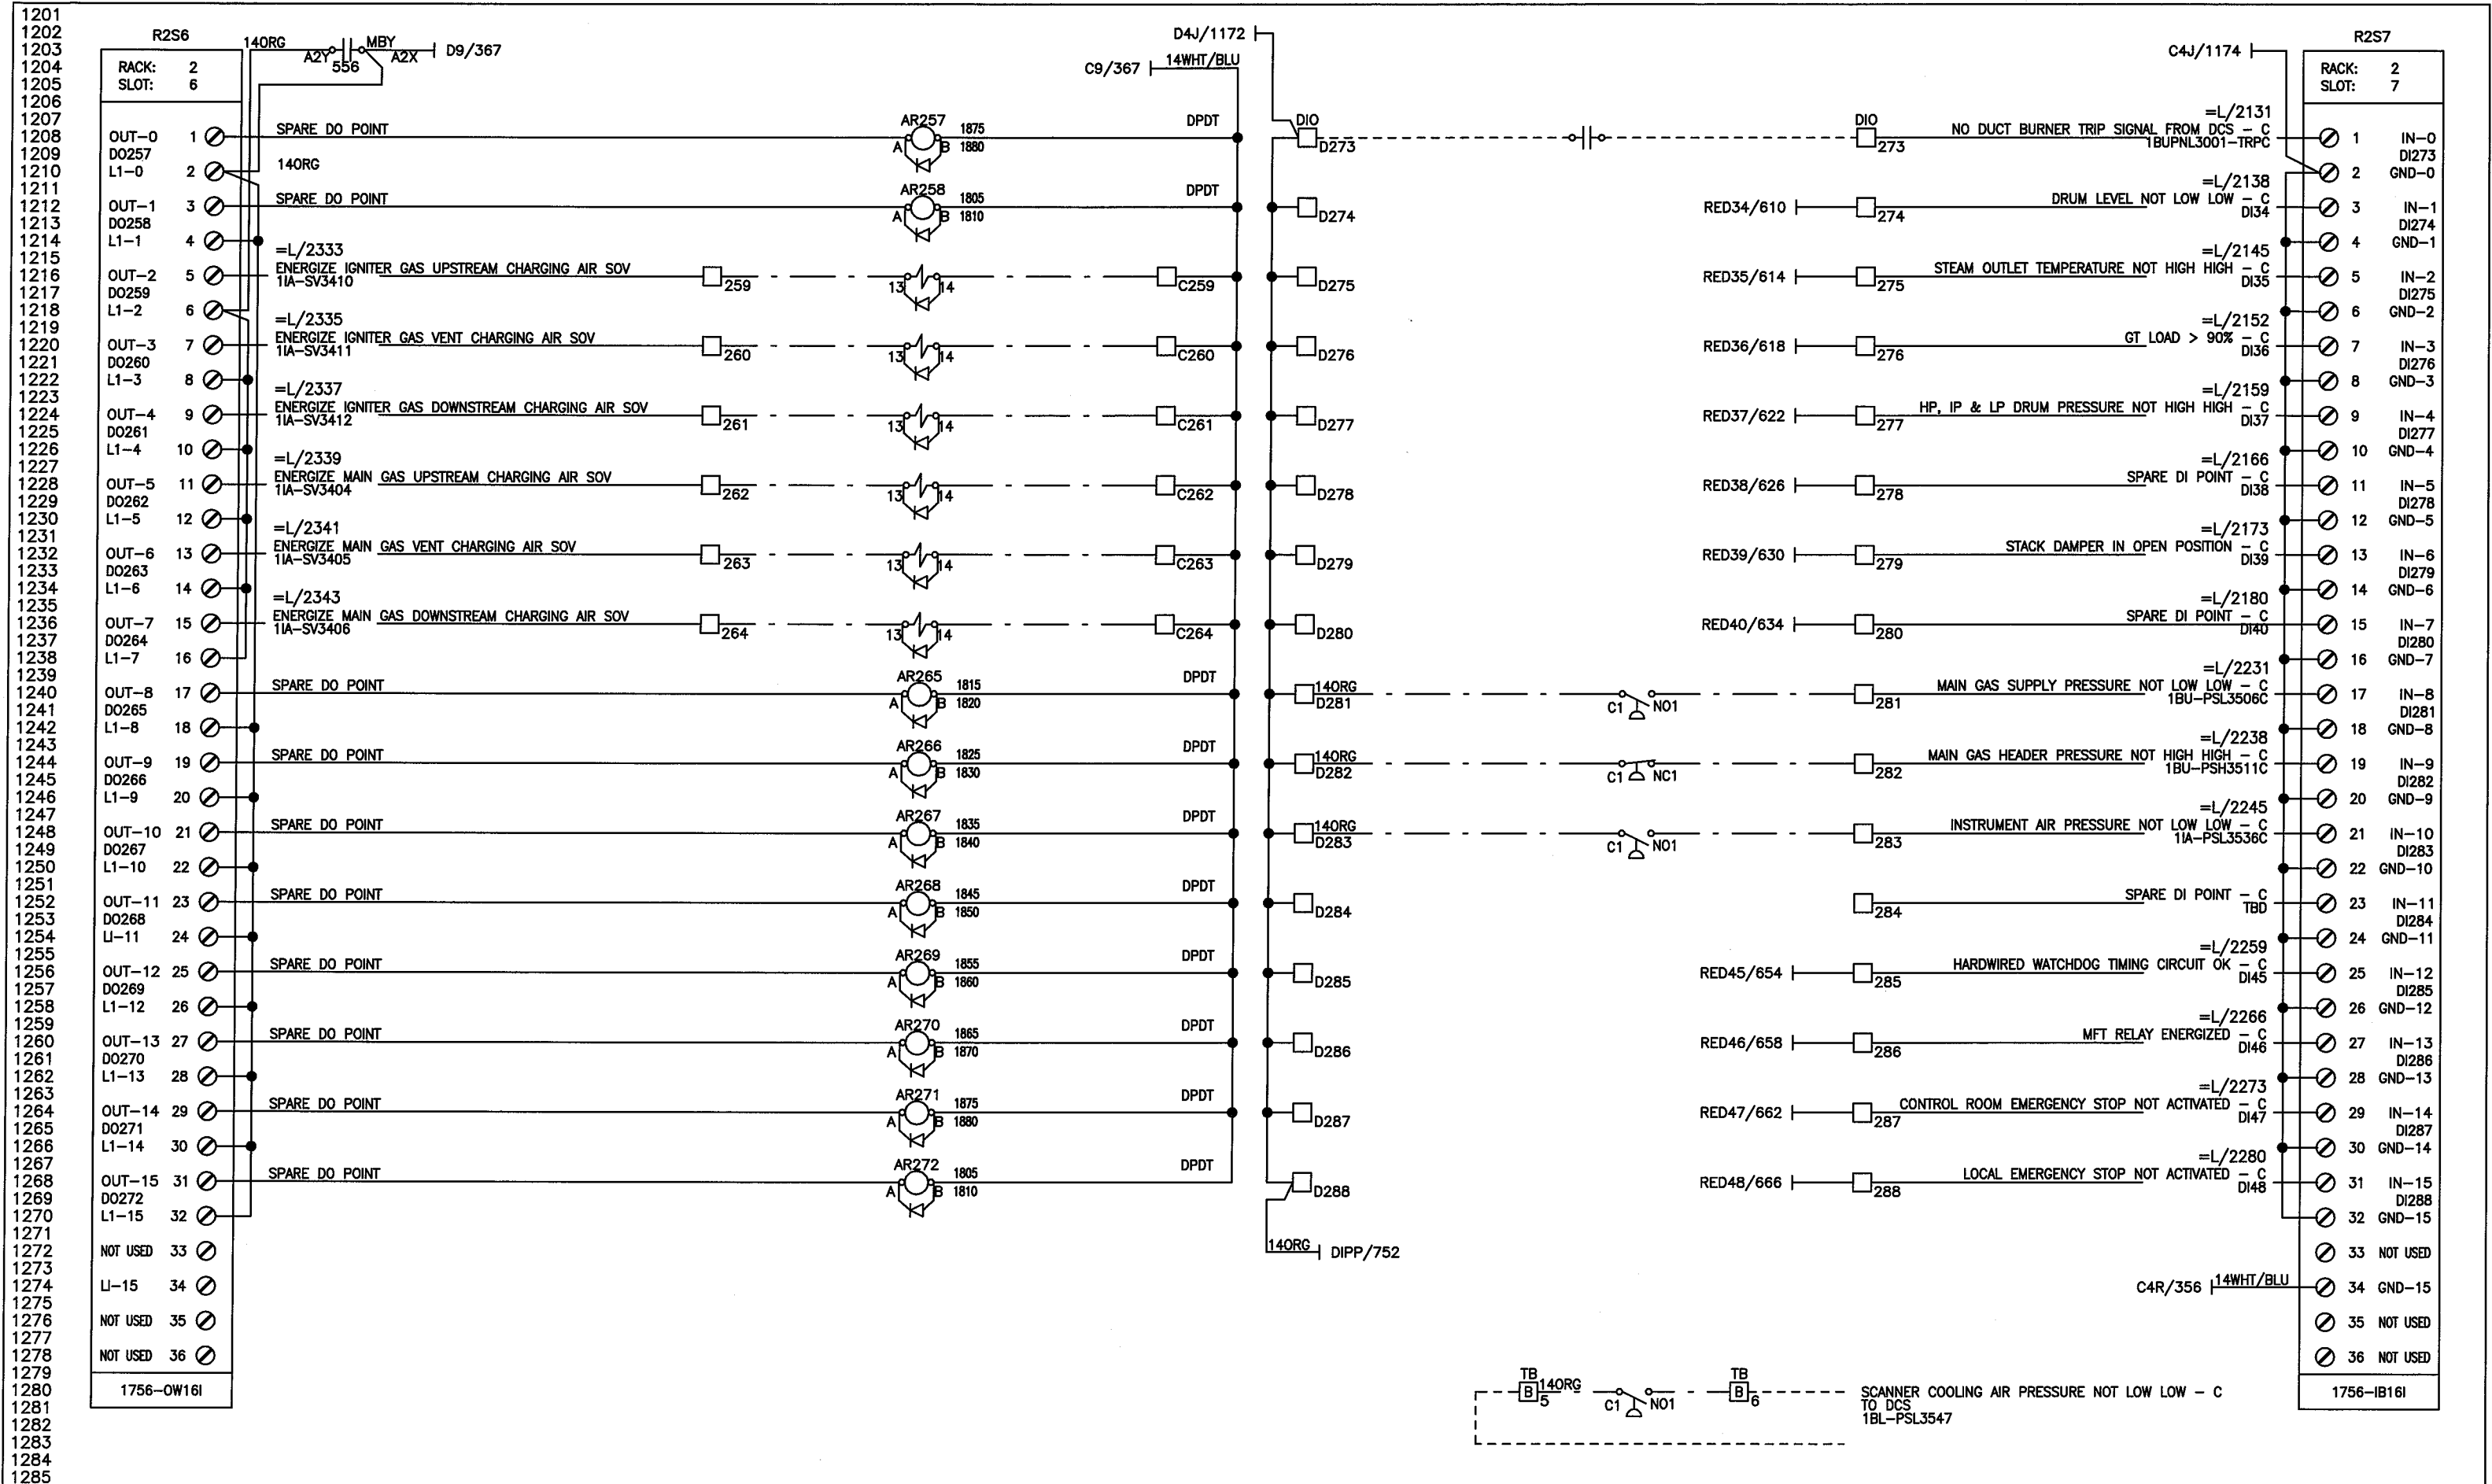 1201
1202
1203
1204
1205
1206
1207
1208
1209
1210
1211
1212
1213
1214
1215
1216
1217
1218
1219
1220
1221
1222
1223
1224
1225
1226
1227
1228
1229
1230
1231
1232
1233
1234
1235
1236
1237
1238
1239
1240
1241
1242
1243
1244
1245
1246
1247
1248
1249
1250
1251
1252
1253
1254
1255
1256
1257
1258
1259
1260
1261
1262
1263
1264
1265
1266
1267
1268
1269
1270
1271
1272
1273
1274
1275
1276
1277
1278
1279
1280
1281
1282
1283
1284
1285
R2S6
RACK: 2
SLOT: 6
OUT-0 1
DO257
L1-0 2
OUT-1 3
DO258
L1-1 4
OUT-2 5
DO259
L1-2 6
OUT-3 7
DO260
L1-3 8
OUT-4 9
DO261
L1-4 10
OUT-5 11
DO262
L1-5 12
OUT-6 13
DO263
L1-6 14
OUT-7 15
DO264
L1-7 16
OUT-8 17
DO265
L1-8 18
OUT-9 19
DO266
L1-9 20
OUT-10 21
DO267
L1-10 22
OUT-11 23
DO268
LI-11 24
OUT-12 25
DO269
L1-12 26
OUT-13 27
DO270
L1-13 28
OUT-14 29
DO271
L1-14 30
OUT-15 31
DO272
L1-15 32
NOT USED 33
LI-15 34
NOT USED 35
NOT USED 36
1756-OW16I
14ORG A2Y 556 MBY A2X D9/367
C9/367 14WHT/BLU
SPARE DO POINT AR257 A B 1875 1880 DPDT
14ORG
SPARE DO POINT AR258 A B 1805 1810 DPDT
=L/2333
ENERGIZE IGNITER GAS UPSTREAM CHARGING AIR SOV
1IA-SV3410 259 13 14 C259
=L/2335
ENERGIZE IGNITER GAS VENT CHARGING AIR SOV
1IA-SV3411 260 13 14 C260
=L/2337
ENERGIZE IGNITER GAS DOWNSTREAM CHARGING AIR SOV
1IA-SV3412 261 13 14 C261
=L/2339
ENERGIZE MAIN GAS UPSTREAM CHARGING AIR SOV
1IA-SV3404 262 13 14 C262
=L/2341
ENERGIZE MAIN GAS VENT CHARGING AIR SOV
1IA-SV3405 263 13 14 C263
=L/2343
ENERGIZE MAIN GAS DOWNSTREAM CHARGING AIR SOV
1IA-SV3406 264 13 14 C264
SPARE DO POINT AR265 A B 1815 1820 DPDT
SPARE DO POINT AR266 A B 1825 1830 DPDT
SPARE DO POINT AR267 A B 1835 1840 DPDT
SPARE DO POINT AR268 A B 1845 1850 DPDT
SPARE DO POINT AR269 A B 1855 1860 DPDT
SPARE DO POINT AR270 A B 1865 1870 DPDT
SPARE DO POINT AR271 A B 1875 1880 DPDT
SPARE DO POINT AR272 A B 1805 1810 DPDT
D4J/1172
C4J/1174
=L/2131
DIO D273 DIO 273 NO DUCT BURNER TRIP SIGNAL FROM DCS - C
1BUPNL3001-TRPC
=L/2138
D274 RED34/610 274 DRUM LEVEL NOT LOW LOW - C
DI34
=L/2145
D275 RED35/614 275 STEAM OUTLET TEMPERATURE NOT HIGH HIGH - C
DI35
=L/2152
D276 RED36/618 276 GT LOAD > 90% - C
DI36
=L/2159
D277 RED37/622 277 HP, IP & LP DRUM PRESSURE NOT HIGH HIGH - C
DI37
=L/2166
D278 RED38/626 278 SPARE DI POINT - C
DI38
=L/2173
D279 RED39/630 279 STACK DAMPER IN OPEN POSITION - C
DI39
=L/2180
D280 RED40/634 280 SPARE DI POINT - C
DI40
=L/2231
14ORG D281 C1 NO1 281 MAIN GAS SUPPLY PRESSURE NOT LOW LOW - C
1BU-PSL3506C
=L/2238
14ORG D282 C1 NC1 282 MAIN GAS HEADER PRESSURE NOT HIGH HIGH - C
1BU-PSH3511C
=L/2245
14ORG D283 C1 NO1 283 INSTRUMENT AIR PRESSURE NOT LOW LOW - C
1IA-PSL3536C
D284 284 SPARE DI POINT - C
TBD
=L/2259
D285 RED45/654 285 HARDWIRED WATCHDOG TIMING CIRCUIT OK - C
DI45
=L/2266
D286 RED46/658 286 MFT RELAY ENERGIZED - C
DI46
=L/2273
D287 RED47/662 287 CONTROL ROOM EMERGENCY STOP NOT ACTIVATED - C
DI47
=L/2280
D288 RED48/666 288 LOCAL EMERGENCY STOP NOT ACTIVATED - C
DI48
14ORG DIPP/752
C4R/356 14WHT/BLU
R2S7
RACK: 2
SLOT: 7
1 IN-0
DI273
2 GND-0
3 IN-1
DI274
4 GND-1
5 IN-2
DI275
6 GND-2
7 IN-3
DI276
8 GND-3
9 IN-4
DI277
10 GND-4
11 IN-5
DI278
12 GND-5
13 IN-6
DI279
14 GND-6
15 IN-7
DI280
16 GND-7
17 IN-8
DI281
18 GND-8
19 IN-9
DI282
20 GND-9
21 IN-10
DI283
22 GND-10
23 IN-11
DI284
24 GND-11
25 IN-12
DI285
26 GND-12
27 IN-13
DI286
28 GND-13
29 IN-14
DI287
30 GND-14
31 IN-15
DI288
32 GND-15
33 NOT USED
34 GND-15
35 NOT USED
36 NOT USED
1756-IB16I
TB B 5 14ORG C1 NO1 TB B 6 SCANNER COOLING AIR PRESSURE NOT LOW LOW - C
TO DCS
1BL-PSL3547